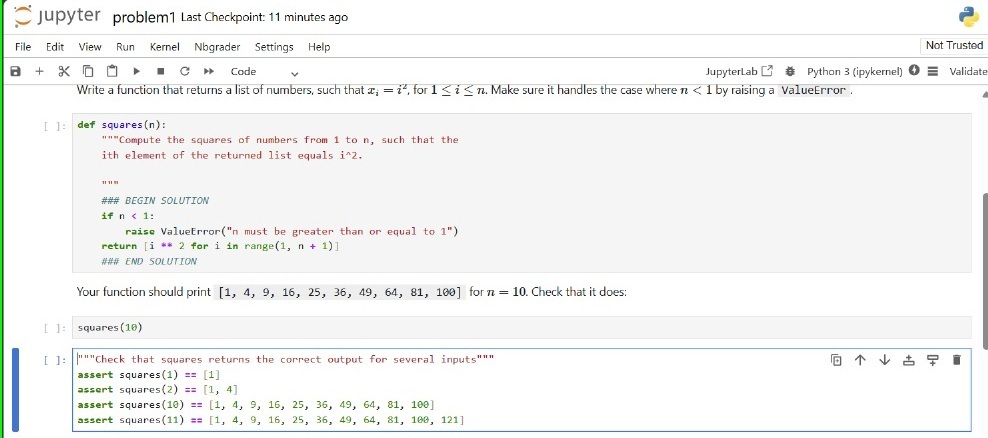 jupyter problem1 Last Checkpoint: 11 minutes ago
File Edit View Run Kernel Nbgrader Settings Help Not Trusted
Code JupyterLab Python 3 (ipykernel) Validate
Write a function that returns a list of numbers, such that xᵢ = i², for 1 ≤ i ≤ n. Make sure it handles the case where n < 1 by raising a ValueError.
[ ]: def squares(n):
"""Compute the squares of numbers from 1 to n, such that the
ith element of the returned list equals i^2.
"""
### BEGIN SOLUTION
if n < 1:
raise ValueError("n must be greater than or equal to 1")
return [i ** 2 for i in range(1, n + 1)]
### END SOLUTION
Your function should print [1, 4, 9, 16, 25, 36, 49, 64, 81, 100] for n = 10. Check that it does:
[ ]: squares(10)
[ ]: """Check that squares returns the correct output for several inputs"""
assert squares(1) == [1]
assert squares(2) == [1, 4]
assert squares(10) == [1, 4, 9, 16, 25, 36, 49, 64, 81, 100]
assert squares(11) == [1, 4, 9, 16, 25, 36, 49, 64, 81, 100, 121]